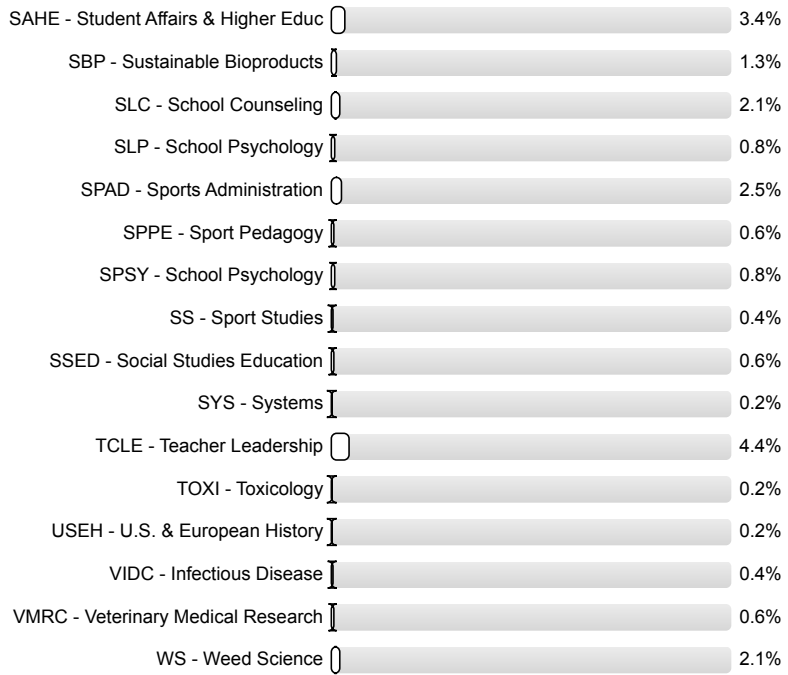 SAHE - Student Affairs & Higher Educ 3.4%
SBP - Sustainable Bioproducts 1.3%
SLC - School Counseling 2.1%
SLP - School Psychology 0.8%
SPAD - Sports Administration 2.5%
SPPE - Sport Pedagogy 0.6%
SPSY - School Psychology 0.8%
SS - Sport Studies 0.4%
SSED - Social Studies Education 0.6%
SYS - Systems 0.2%
TCLE - Teacher Leadership 4.4%
TOXI - Toxicology 0.2%
USEH - U.S. & European History 0.2%
VIDC - Infectious Disease 0.4%
VMRC - Veterinary Medical Research 0.6%
WS - Weed Science 2.1%